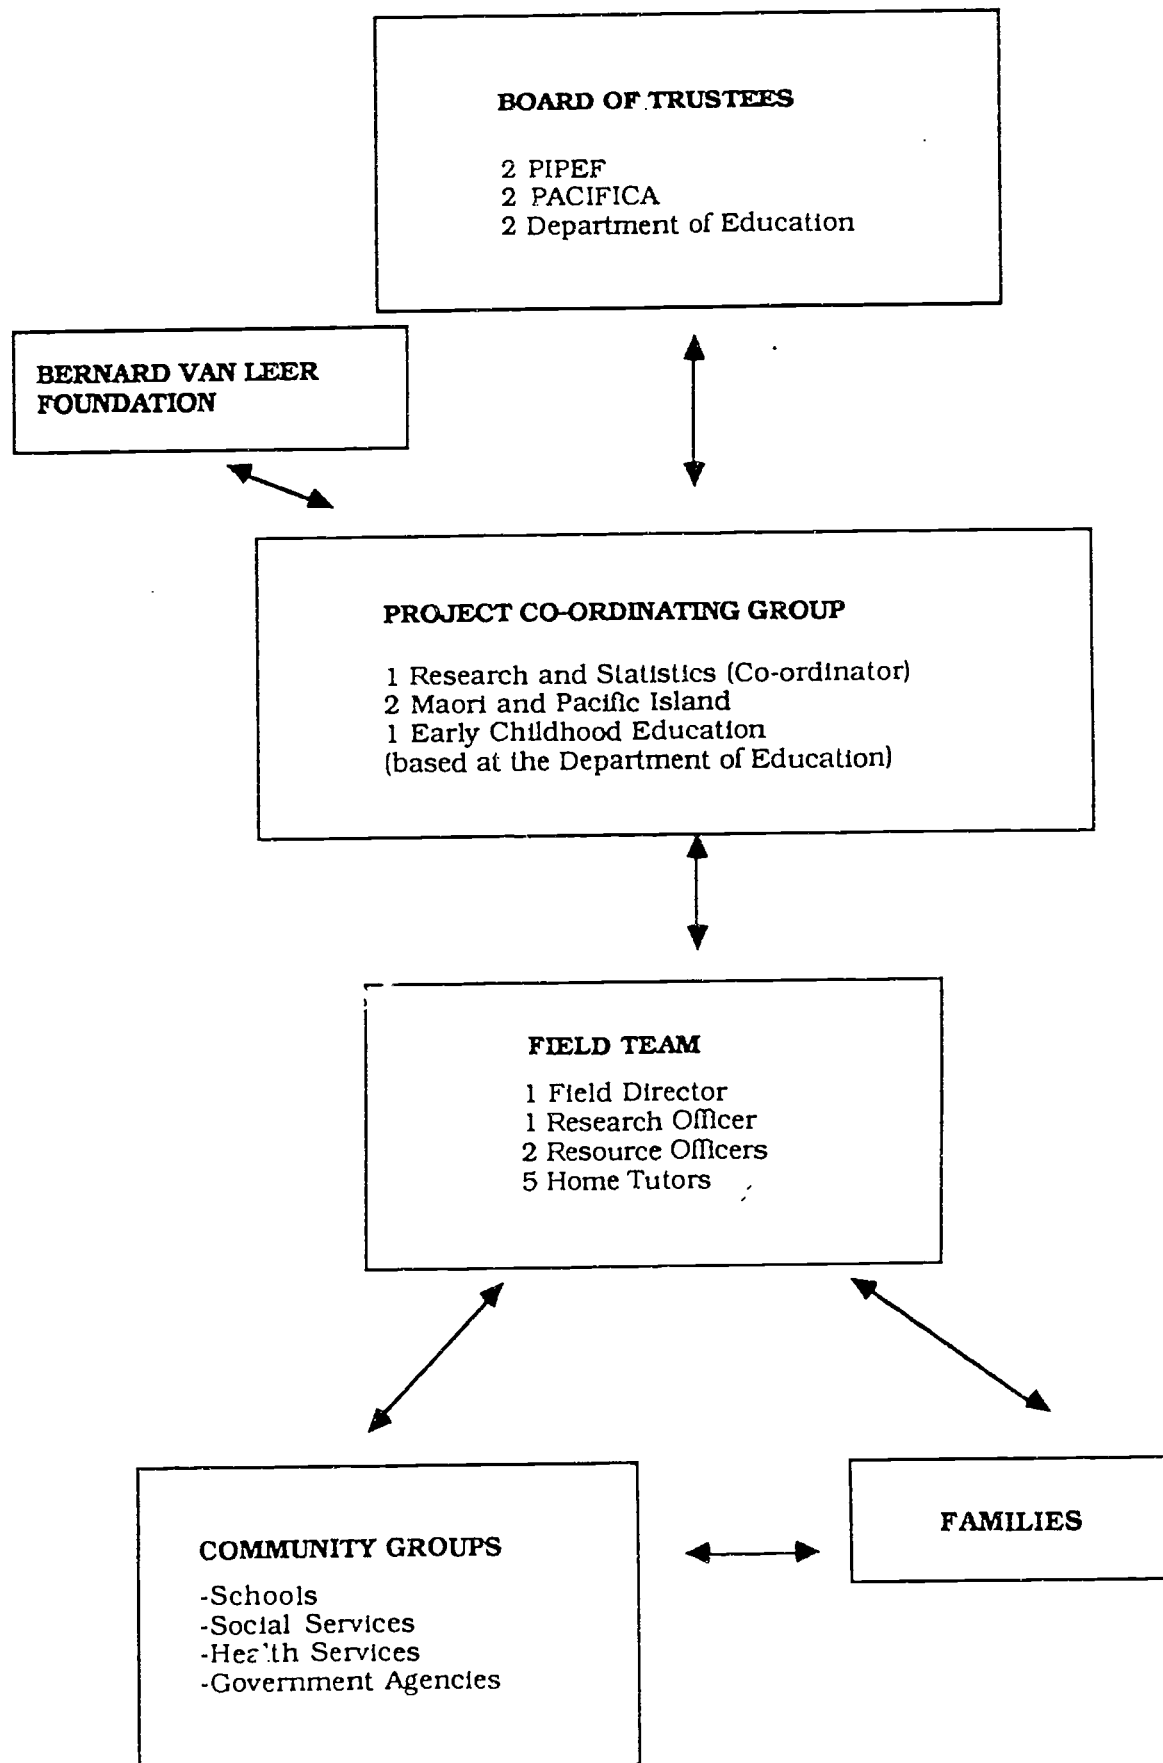 BOARD OF TRUSTEES
2 PIPEF
2 PACIFICA
2 Department of Education
BERNARD VAN LEER
FOUNDATION
PROJECT CO-ORDINATING GROUP
1 Research and Statistics (Co-ordinator)
2 Maori and Pacific Island
1 Early Childhood Education
(based at the Department of Education)
FIELD TEAM
1 Field Director
1 Research Officer
2 Resource Officers
5 Home Tutors
COMMUNITY GROUPS
-Schools
-Social Services
-Health Services
-Government Agencies
FAMILIES